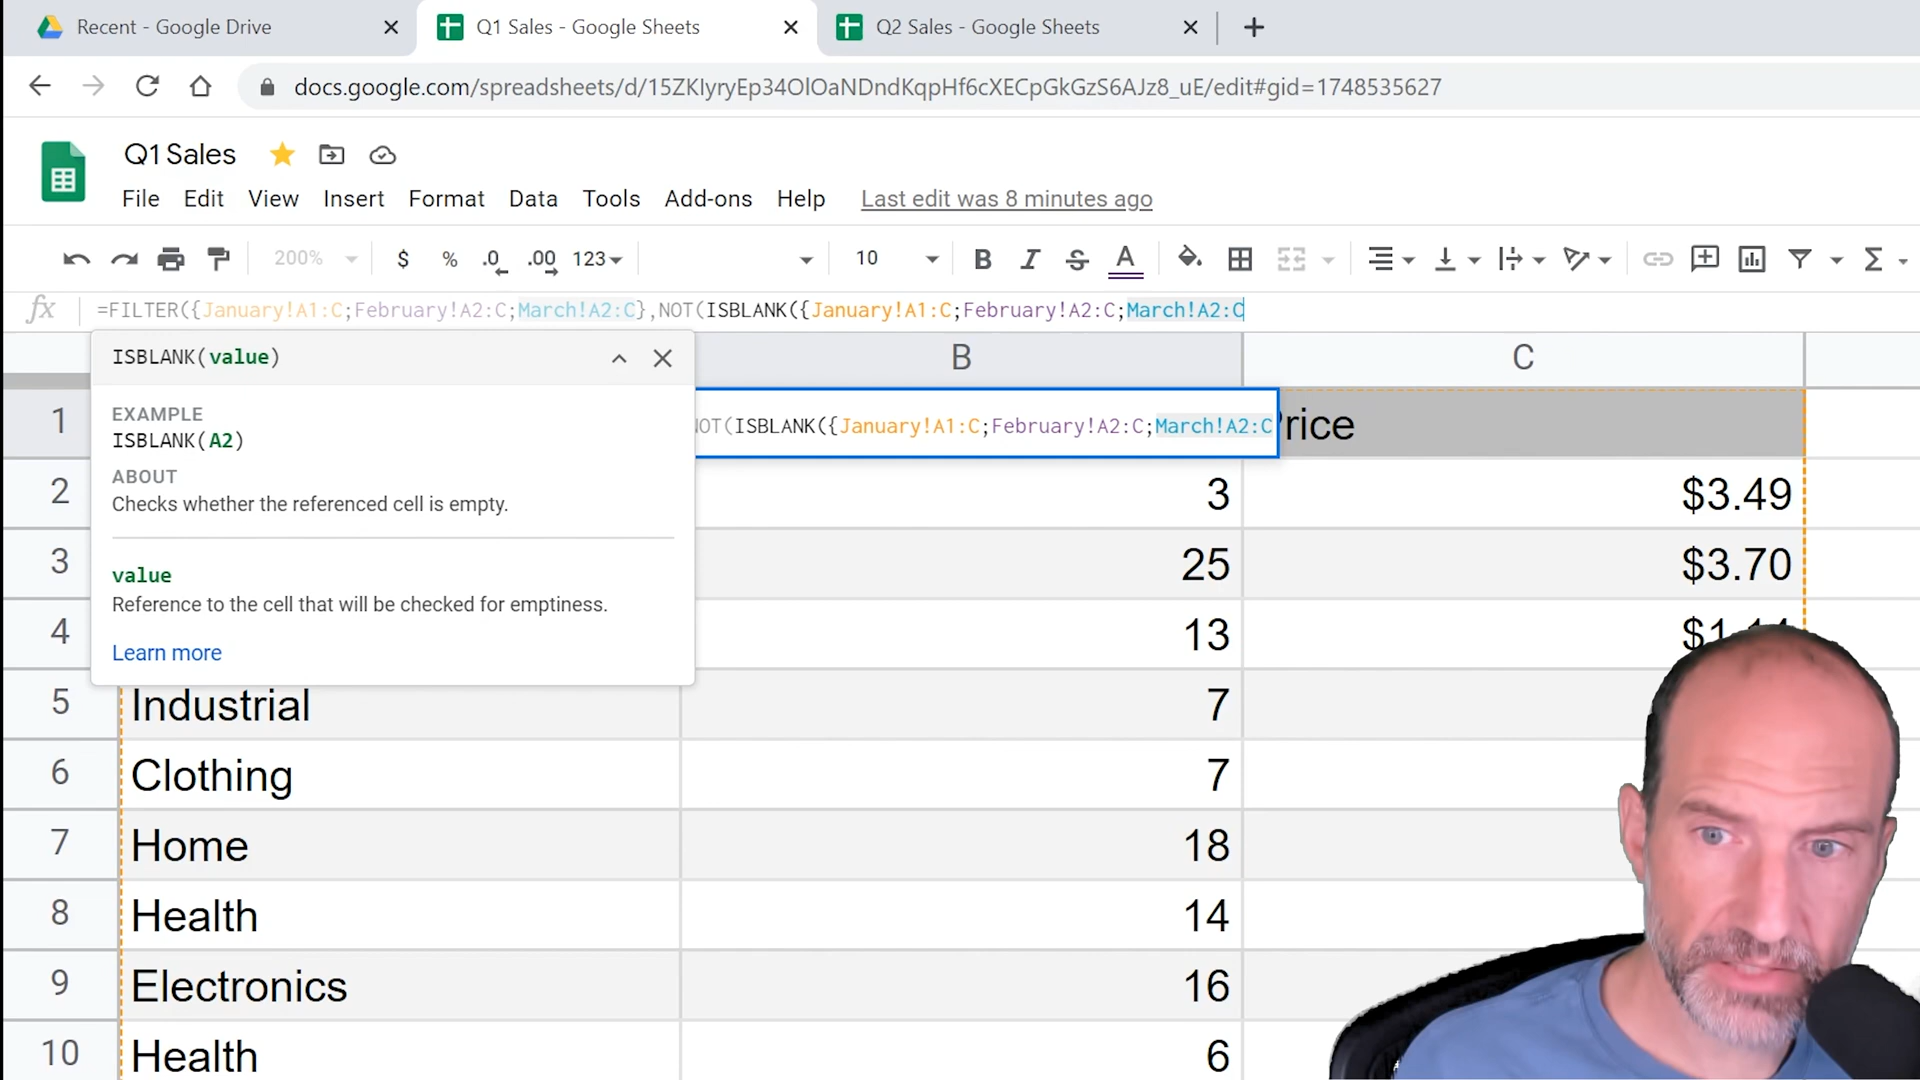 Recent - Google Drive
Q1 Sales - Google Sheets
Q2 Sales - Google Sheets
docs.google.com/spreadsheets/d/15ZKIyryEp34OlOaNDndKqpHf6cXECpGkGzS6AJz8_uE/edit#gid=1748535627
Q1 Sales
File Edit View Insert Format Data Tools Add-ons Help Last edit was 8 minutes ago
200% $ % .0 .00 123 10 B I S A Σ
fx =FILTER({January!A1:C;February!A2:C;March!A2:C},NOT(ISBLANK({January!A1:C;February!A2:C;March!A2:C
ISBLANK(value)
EXAMPLE
ISBLANK(A2)
ABOUT
Checks whether the referenced cell is empty.
value
Reference to the cell that will be checked for emptiness.
Learn more
B C
1 NOT(ISBLANK({January!A1:C;February!A2:C;March!A2:C Price
2 3 $3.49
3 25 $3.70
4 13
5 Industrial 7
6 Clothing 7
7 Home 18
8 Health 14
9 Electronics 16
10 Health 6